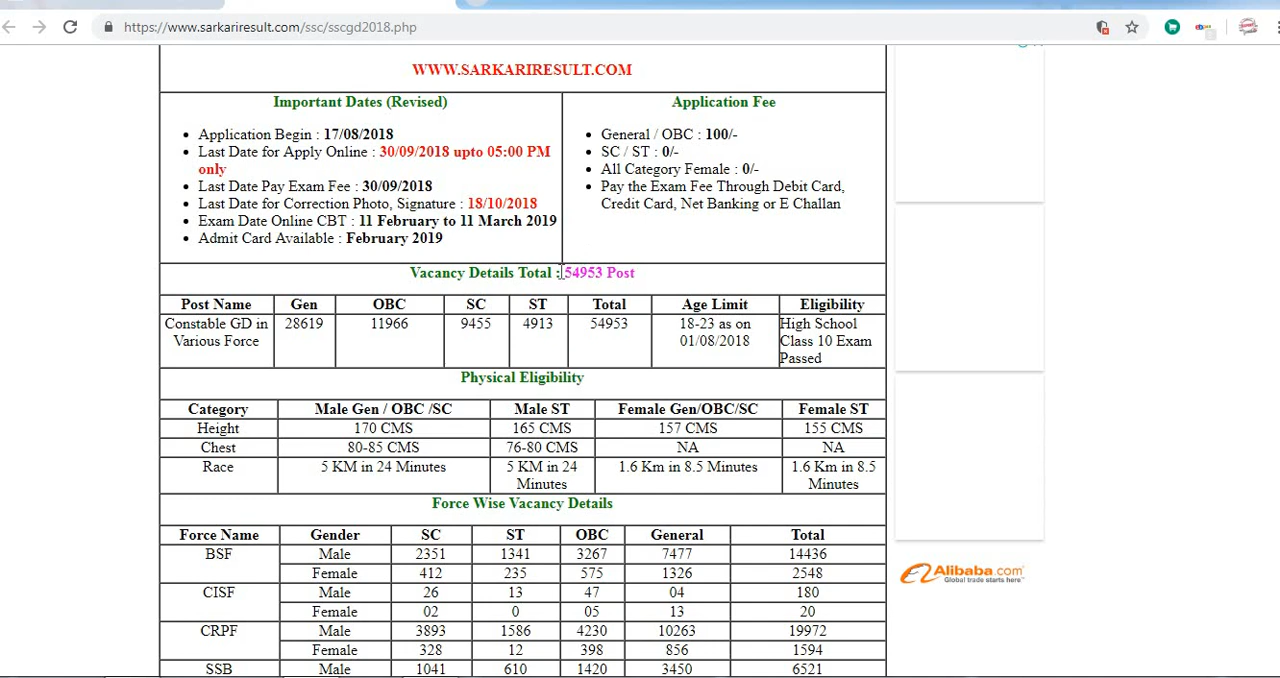 https://www.sarkariresult.com/ssc/sscgd2018.php
WWW.SARKARIRESULT.COM
Important Dates (Revised)
Application Begin : 17/08/2018
Last Date for Apply Online : 30/09/2018 upto 05:00 PM
only
Last Date Pay Exam Fee : 30/09/2018
Last Date for Correction Photo, Signature : 18/10/2018
Exam Date Online CBT : 11 February to 11 March 2019
Admit Card Available : February 2019
Application Fee
General / OBC : 100/-
SC / ST : 0/-
All Category Female : 0/-
Pay the Exam Fee Through Debit Card,
Credit Card, Net Banking or E Challan
Vacancy Details Total : 54953 Post
Post Name Gen OBC SC ST Total Age Limit Eligibility
Constable GD in 28619 11966 9455 4913 54953 18-23 as on High School
Various Force 01/08/2018 Class 10 Exam
Passed
Physical Eligibility
Category Male Gen / OBC /SC Male ST Female Gen/OBC/SC Female ST
Height 170 CMS 165 CMS 157 CMS 155 CMS
Chest 80-85 CMS 76-80 CMS NA NA
Race 5 KM in 24 Minutes 5 KM in 24 1.6 Km in 8.5 Minutes 1.6 Km in 8.5
Minutes Minutes
Force Wise Vacancy Details
Force Name Gender SC ST OBC General Total
BSF Male 2351 1341 3267 7477 14436
Female 412 235 575 1326 2548
CISF Male 26 13 47 04 180
Female 02 0 05 13 20
CRPF Male 3893 1586 4230 10263 19972
Female 328 12 398 856 1594
SSB Male 1041 610 1420 3450 6521
Alibaba.com
Global trade starts here™